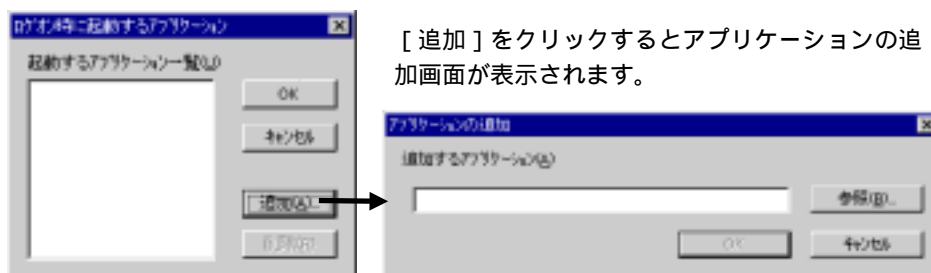 ログオン時に起動するアプリケーション
起動するアプリケーション一覧(L)
OK
キャンセル
追加(A)...
削除(R)
［追加］をクリックするとアプリケーションの追
加画面が表示されます。
アプリケーションの追加
追加するアプリケーション(A)
参照(B)...
OK
キャンセル